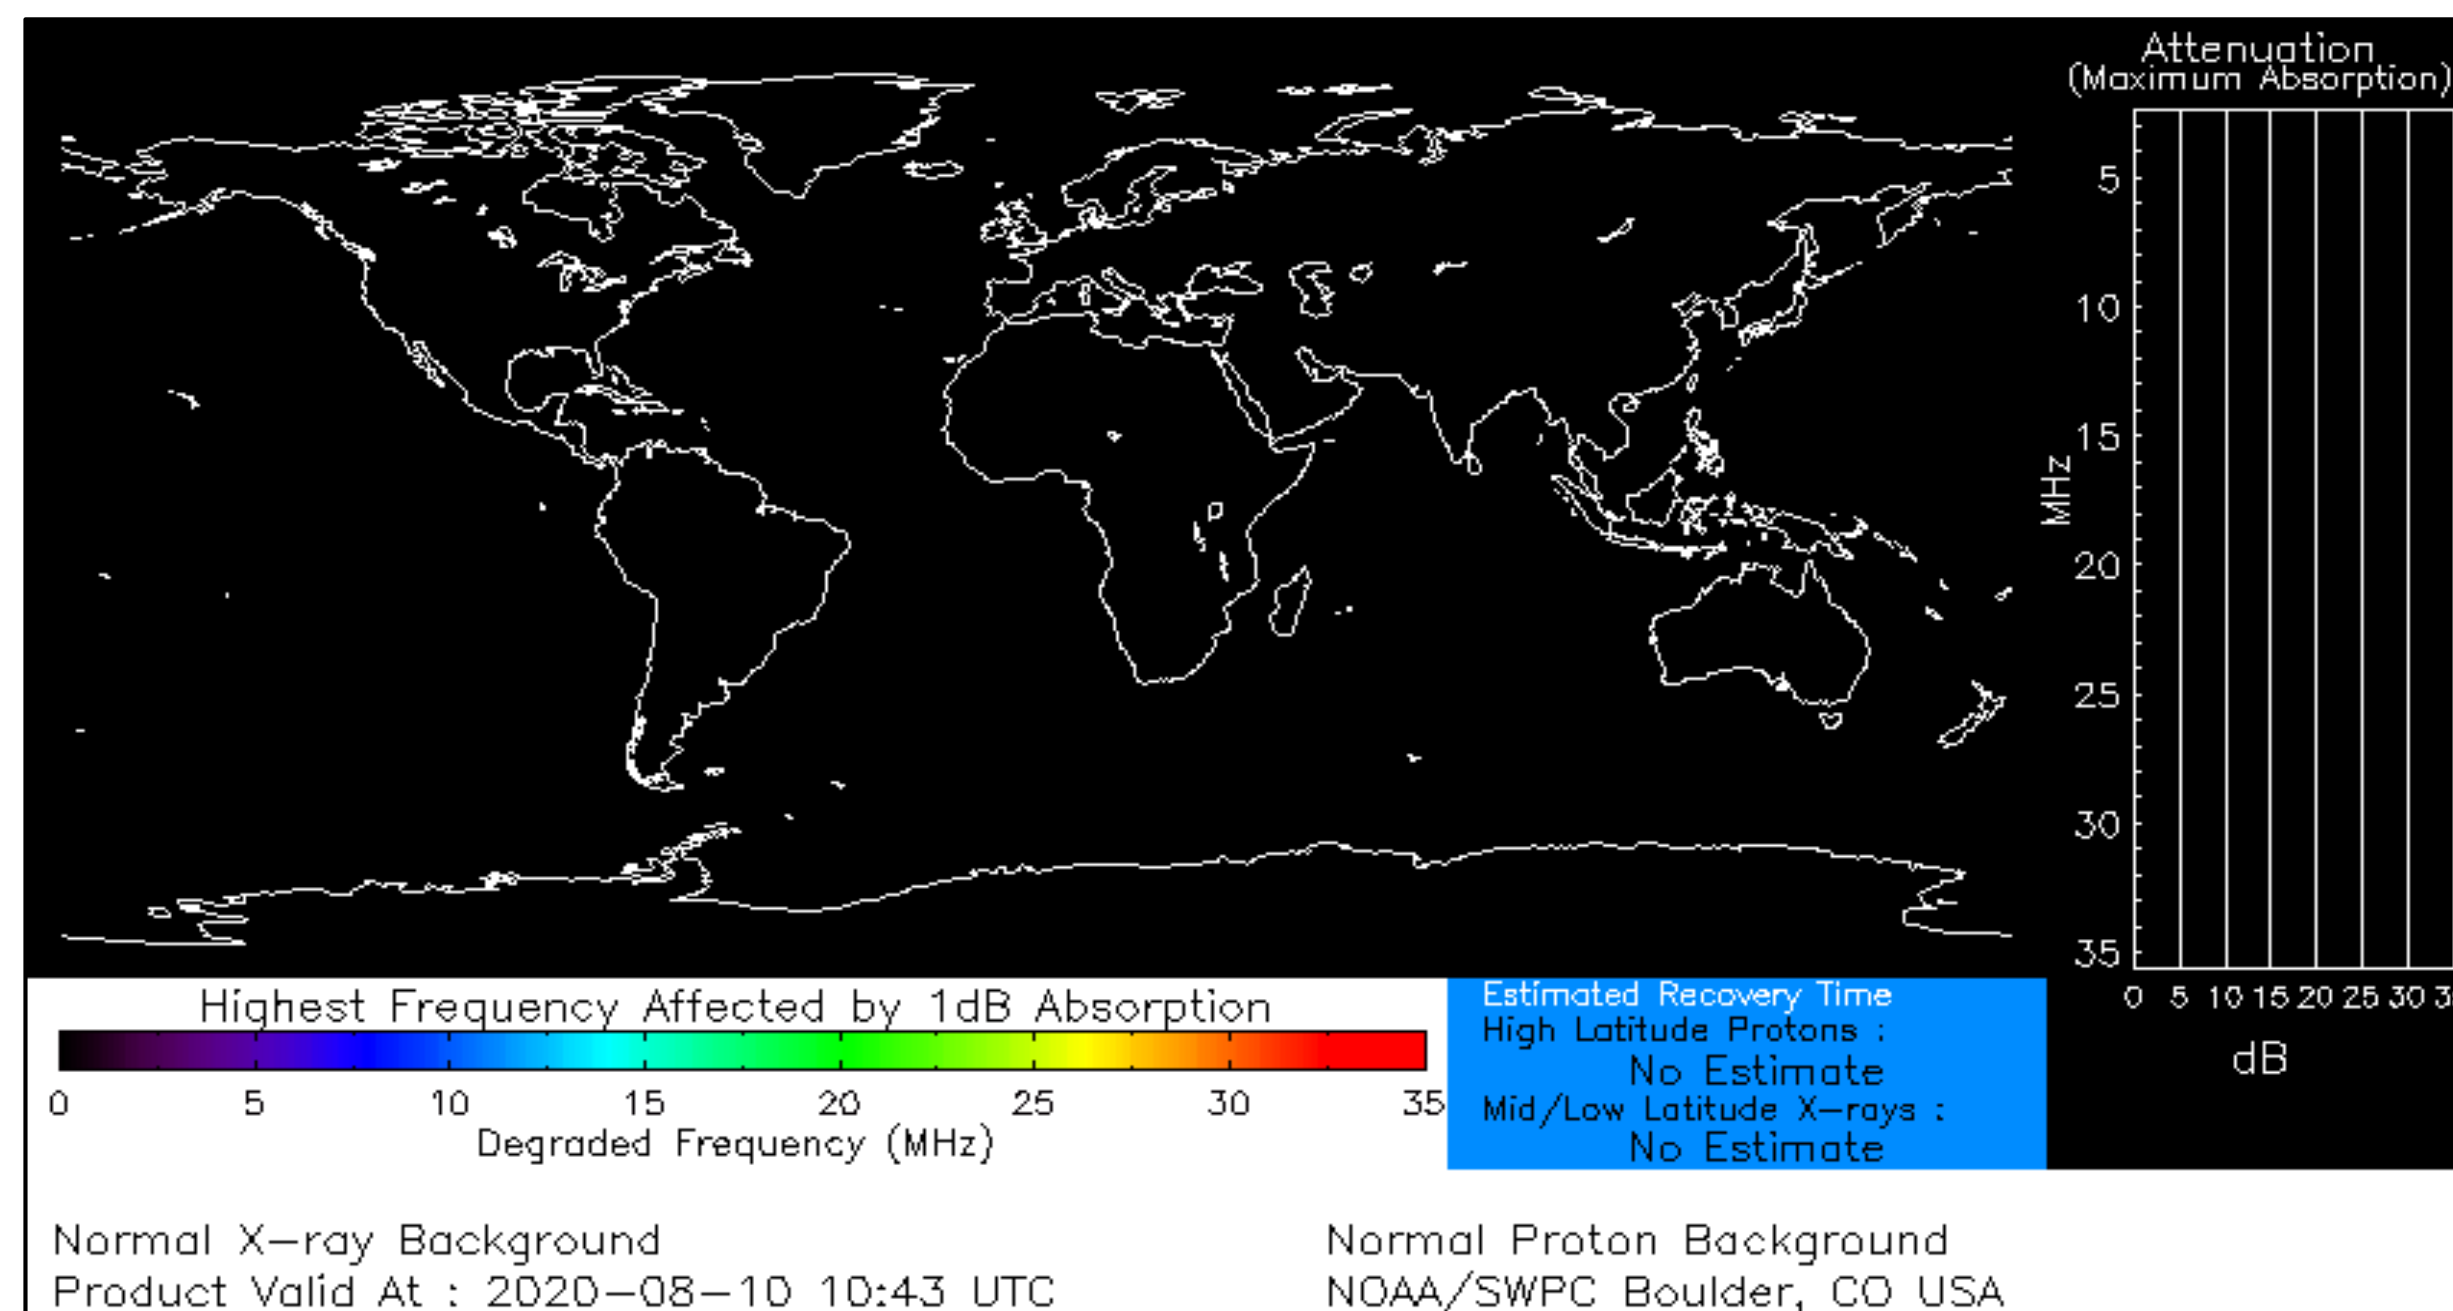 Attenuation
(Maximum Absorption)
5
10
15
20
25
30
35
MHz
0 5 10 15 20 25 30
dB
Highest Frequency Affected by 1dB Absorption
0 5 10 15 20 25 30 35
Degraded Frequency (MHz)
Estimated Recovery Time
High Latitude Protons :
No Estimate
Mid/Low Latitude X-rays :
No Estimate
Normal X-ray Background
Normal Proton Background
Product Valid At : 2020-08-10 10:43 UTC
NOAA/SWPC Boulder, CO USA